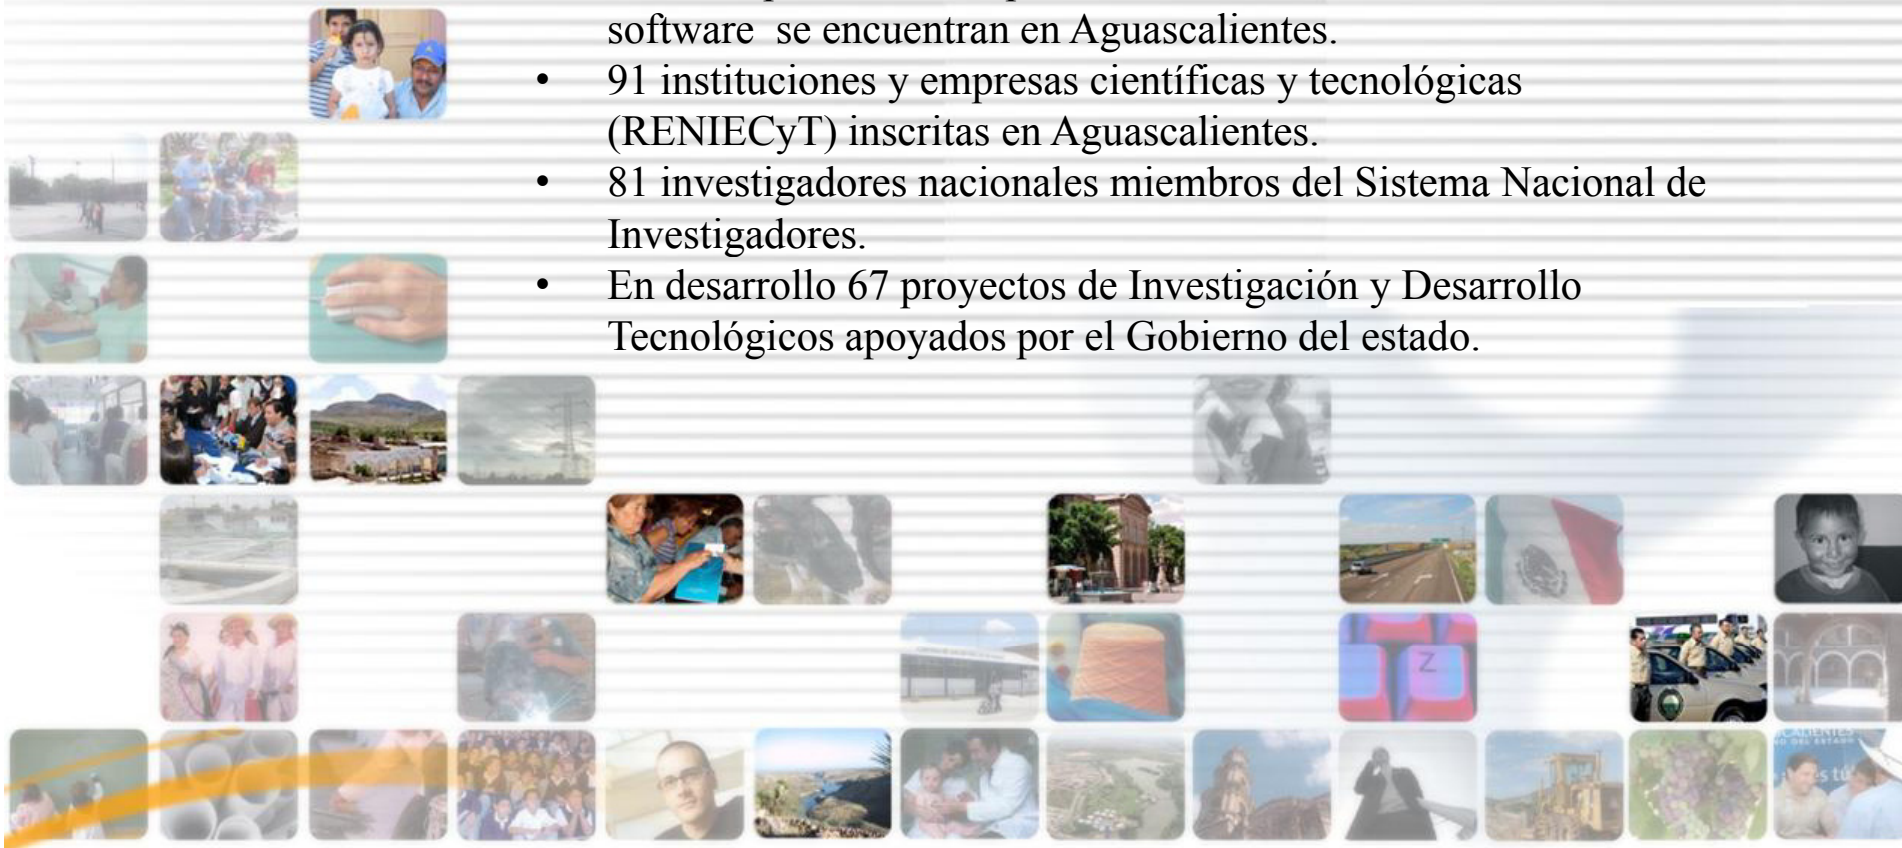 software se encuentran en Aguascalientes.
• 91 instituciones y empresas científicas y tecnológicas
(RENIECyT) inscritas en Aguascalientes.
• 81 investigadores nacionales miembros del Sistema Nacional de
Investigadores.
• En desarrollo 67 proyectos de Investigación y Desarrollo
Tecnológicos apoyados por el Gobierno del estado.
Z